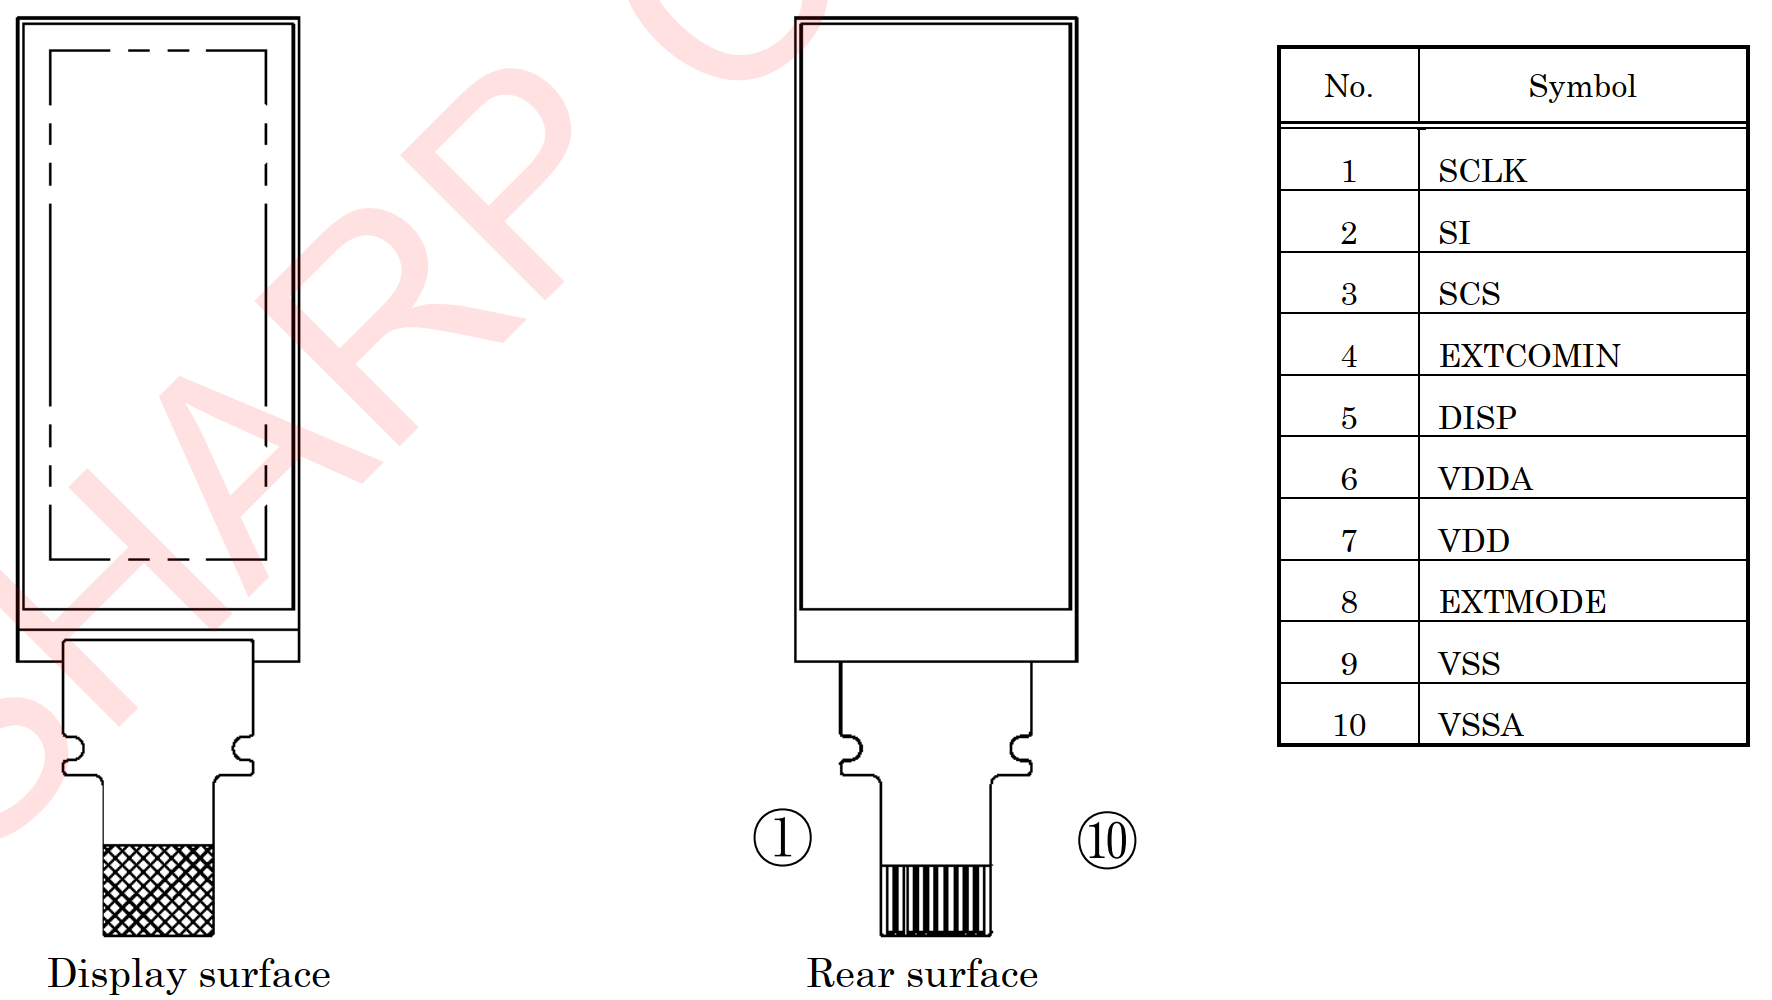 SHARP
No. Symbol
1 SCLK
2 SI
3 SCS
4 EXTCOMIN
5 DISP
6 VDDA
7 VDD
8 EXTMODE
9 VSS
10 VSSA
① ⑩
Display surface Rear surface